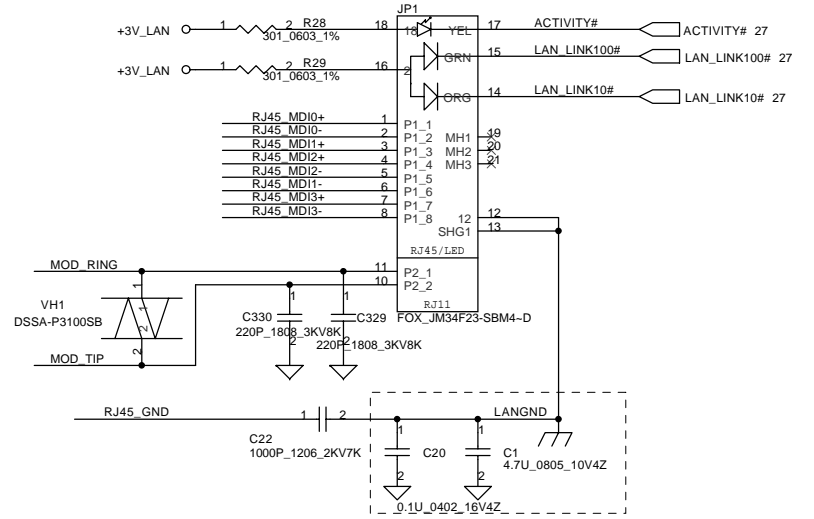 JP1
+3V_LAN 1 2 R28 301_0603_1% 18 18 YEL 17 ACTIVITY# ACTIVITY# 27
+3V_LAN 1 2 R29 301_0603_1% 16 2 GRN 15 LAN_LINK100# LAN_LINK100# 27
ORG 14 LAN_LINK10# LAN_LINK10# 27
RJ45_MDI0+ 1 P1_1
RJ45_MDI0- 2 P1_2 MH1 19
RJ45_MDI1+ 3 P1_3 MH2 20
RJ45_MDI2+ 4 P1_4 MH3 21
RJ45_MDI2- 5 P1_5
RJ45_MDI1- 6 P1_6
RJ45_MDI3+ 7 P1_7
RJ45_MDI3- 8 P1_8 12 12
SHG1 13
RJ45/LED
MOD_RING 11 P2_1
10 P2_2
RJ11
FOX_JM34F23-SBM4~D
VH1
DSSA-P3100SB
1 1 2 2
MOD_TIP
1 C330 2
220P_1808_3KV8K
1 C329 2
220P_1808_3KV8K
RJ45_GND 1 2 LANGND
C22
1000P_1206_2KV7K
1 C20 2
0.1U_0402_16V4Z
1 C1 2
4.7U_0805_10V4Z